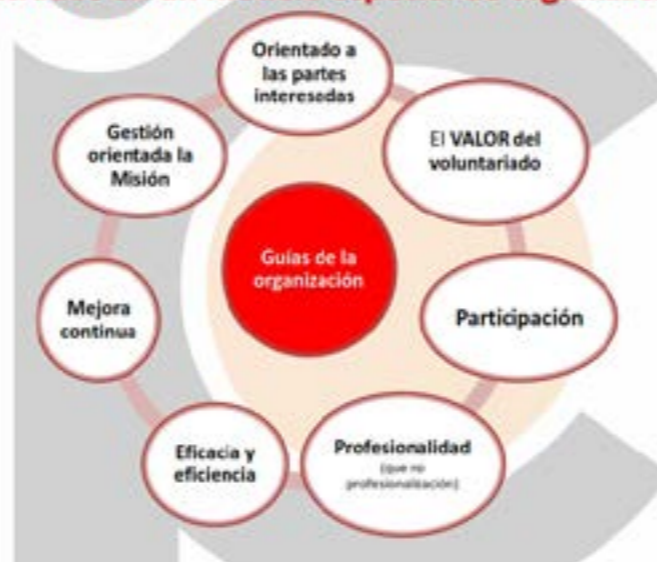 Orientado a
las partes
interesadas
El VALOR del
voluntariado
Participación
Profesionalidad
(que no
profesionalización)
Eficacia y
eficiencia
Mejora
continua
Gestión
orientada la
Misión
Guías de la
organización